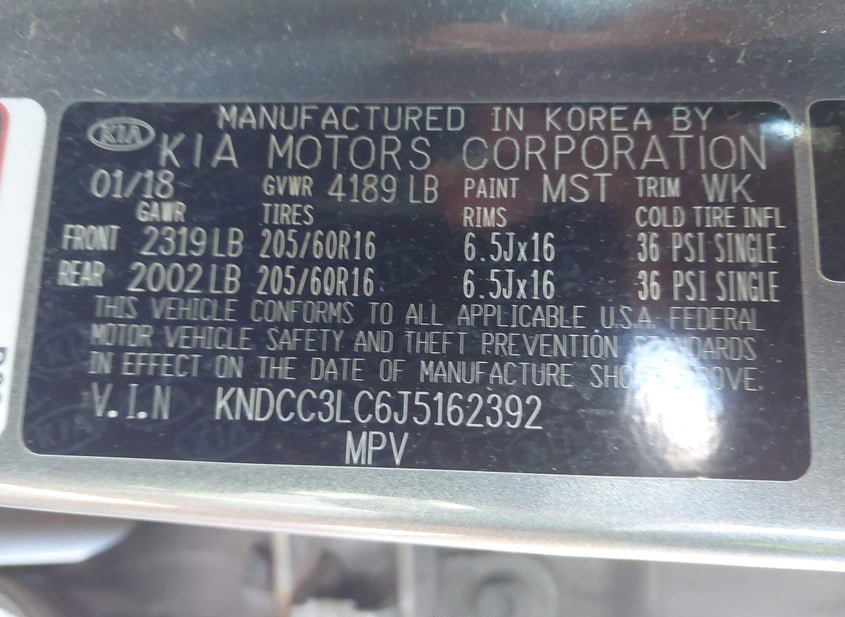 MANUFACTURED IN KOREA BY
KIA KIA MOTORS CORPORATION
01/18 GVWR 4189 LB PAINT MST TRIM WK
GAWR TIRES RIMS COLD TIRE INFL
FRONT 2319 LB 205/60R16 6.5Jx16 36 PSI SINGLE
REAR 2002 LB 205/60R16 6.5Jx16 36 PSI SINGLE
THIS VEHICLE CONFORMS TO ALL APPLICABLE U.S.A. FEDERAL
MOTOR VEHICLE SAFETY AND THEFT PREVENTION STANDARDS
IN EFFECT ON THE DATE OF MANUFACTURE SHOWN ABOVE.
V.I.N KNDCC3LC6J5162392
MPV